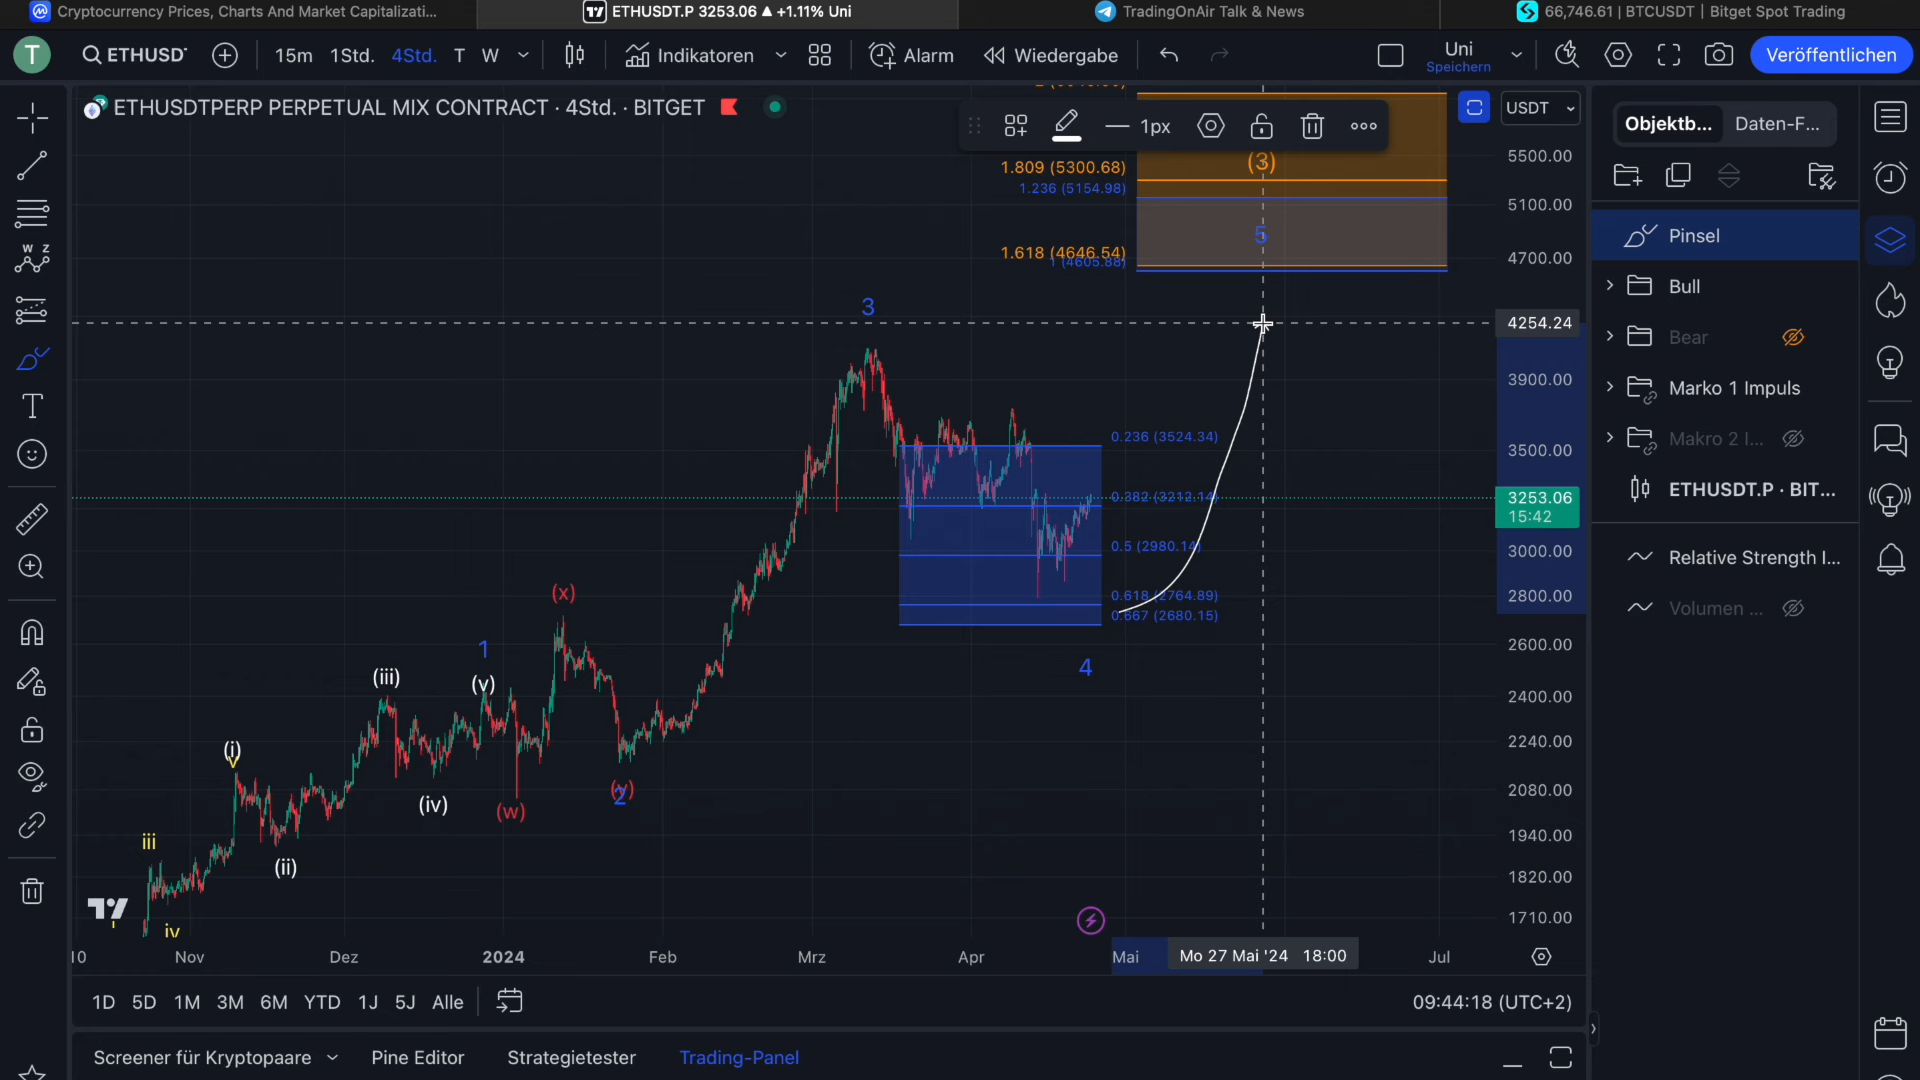 Cryptocurrency Prices, Charts And Market Capitalizati...
ETHUSDT.P 3253.06 ▲ +1.11% Uni
TradingOnAir Talk & News
66,746.61 | BTCUSDT | Bitget Spot Trading
T
ETHUSDT
15m 1Std. 4Std. T W
Indikatoren
Alarm
Wiedergabe
Uni
Speichern
Veröffentlichen
ETHUSDTPERP PERPETUAL MIX CONTRACT · 4Std. · BITGET
1px
USDT
Objektb...
Daten-F...
Pinsel
Bull
Bear
Marko 1 Impuls
Makro 2 I...
ETHUSDT.P · BIT...
Relative Strength I...
Volumen ...
(3)
1.809 (5300.68)
1.236 (5154.98)
5
1.618 (4646.54)
1 (4605.88)
3
0.236 (3524.34)
0.382 (3212.14)
0.5 (2980.14)
0.618 (2764.89)
0.667 (2680.15)
4
(x)
1
(iii)
(v)
(i)
v
(iv)
(w)
(y)
2
iii
(ii)
iv
5500.00
5100.00
4700.00
4254.24
3900.00
3500.00
3253.06
15:42
3000.00
2800.00
2600.00
2400.00
2240.00
2080.00
1940.00
1820.00
1710.00
10 Nov Dez 2024 Feb Mrz Apr Mai Mo 27 Mai '24 18:00 Jul
1D 5D 1M 3M 6M YTD 1J 5J Alle
09:44:18 (UTC+2)
Screener für Kryptopaare
Pine Editor
Strategietester
Trading-Panel